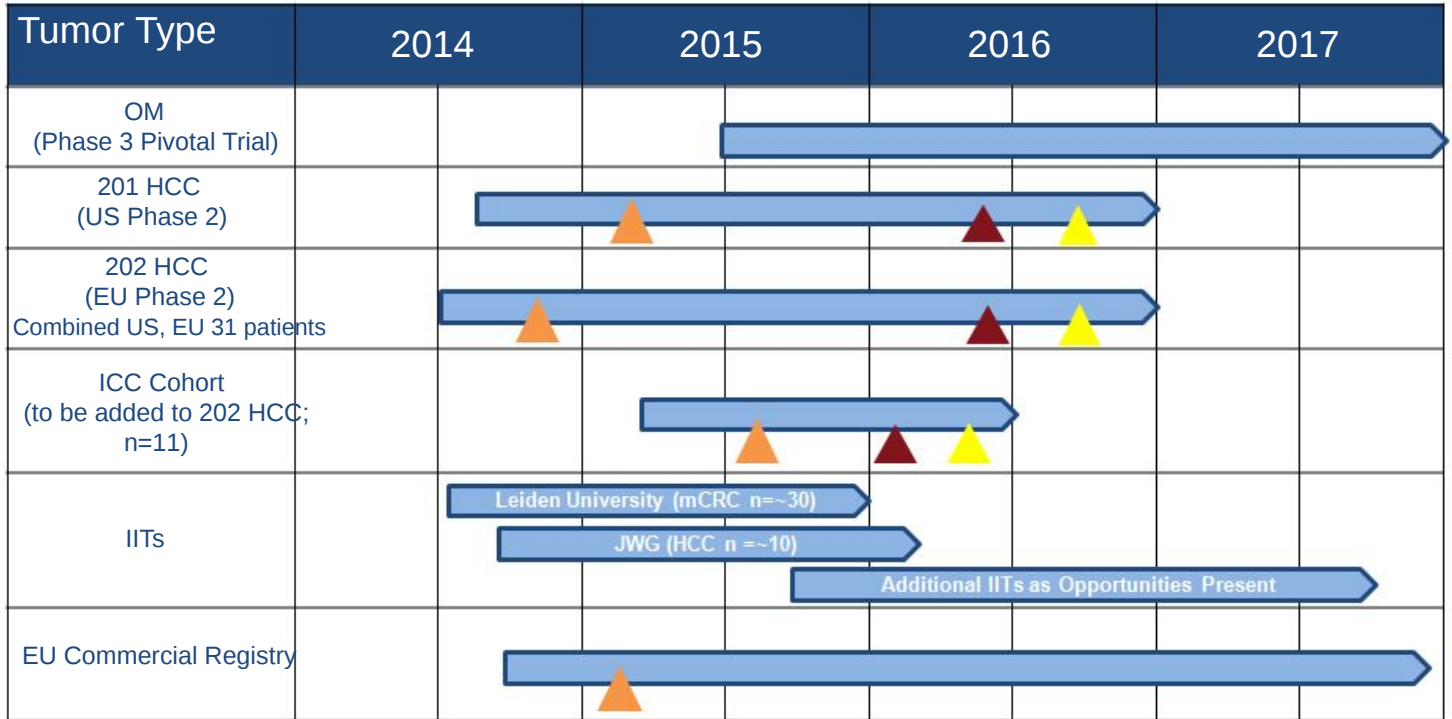 Tumor Type
2014
2015
2016
2017
OM
(Phase 3 Pivotal Trial)
201 HCC
(US Phase 2)
202 HCC
(EU Phase 2)
Combined US, EU 31 patients
ICC Cohort
(to be added to 202 HCC;
n=11)
IITs
Leiden University (mCRC n=~30)
JWG (HCC n =~10)
Additional IITs as Opportunities Present
EU Commercial Registry